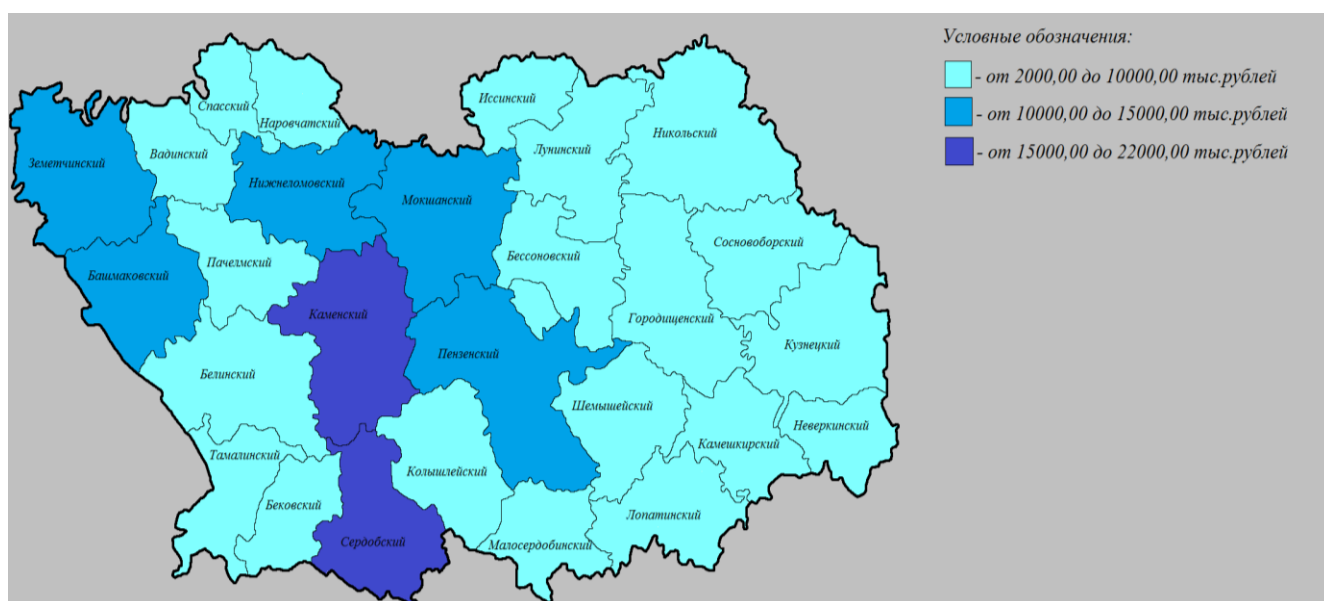 Условные обозначения:
- от 2000,00 до 10000,00 тыс.рублей
- от 10000,00 до 15000,00 тыс.рублей
- от 15000,00 до 22000,00 тыс.рублей
Спасский
Наровчатский
Иссинский
Никольский
Земетчинский
Вадинский
Лунинский
Нижнеломовский
Мокшанский
Сосновоборский
Башмаковский
Пачелмский
Бессоновский
Каменский
Городищенский
Кузнецкий
Пензенский
Белинский
Шемышейский
Неверкинский
Камешкирский
Тамалинский
Колышлейский
Бековский
Лопатинский
Сердобский
Малосердобинский